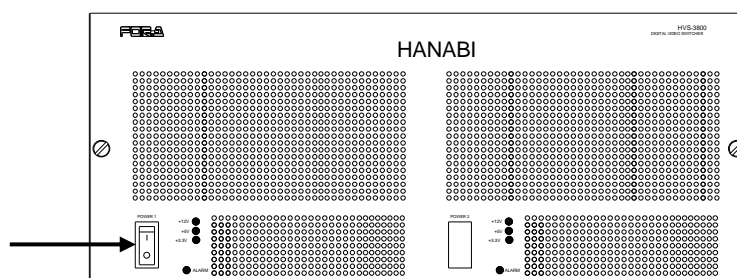 FOR.A
HVS-3800
DIGITAL VIDEO SWITCHER
HANABI
POWER 1
+12V
+5V
+3.3V
ALARM
POWER 2
+12V
+5V
+3.3V
ALARM